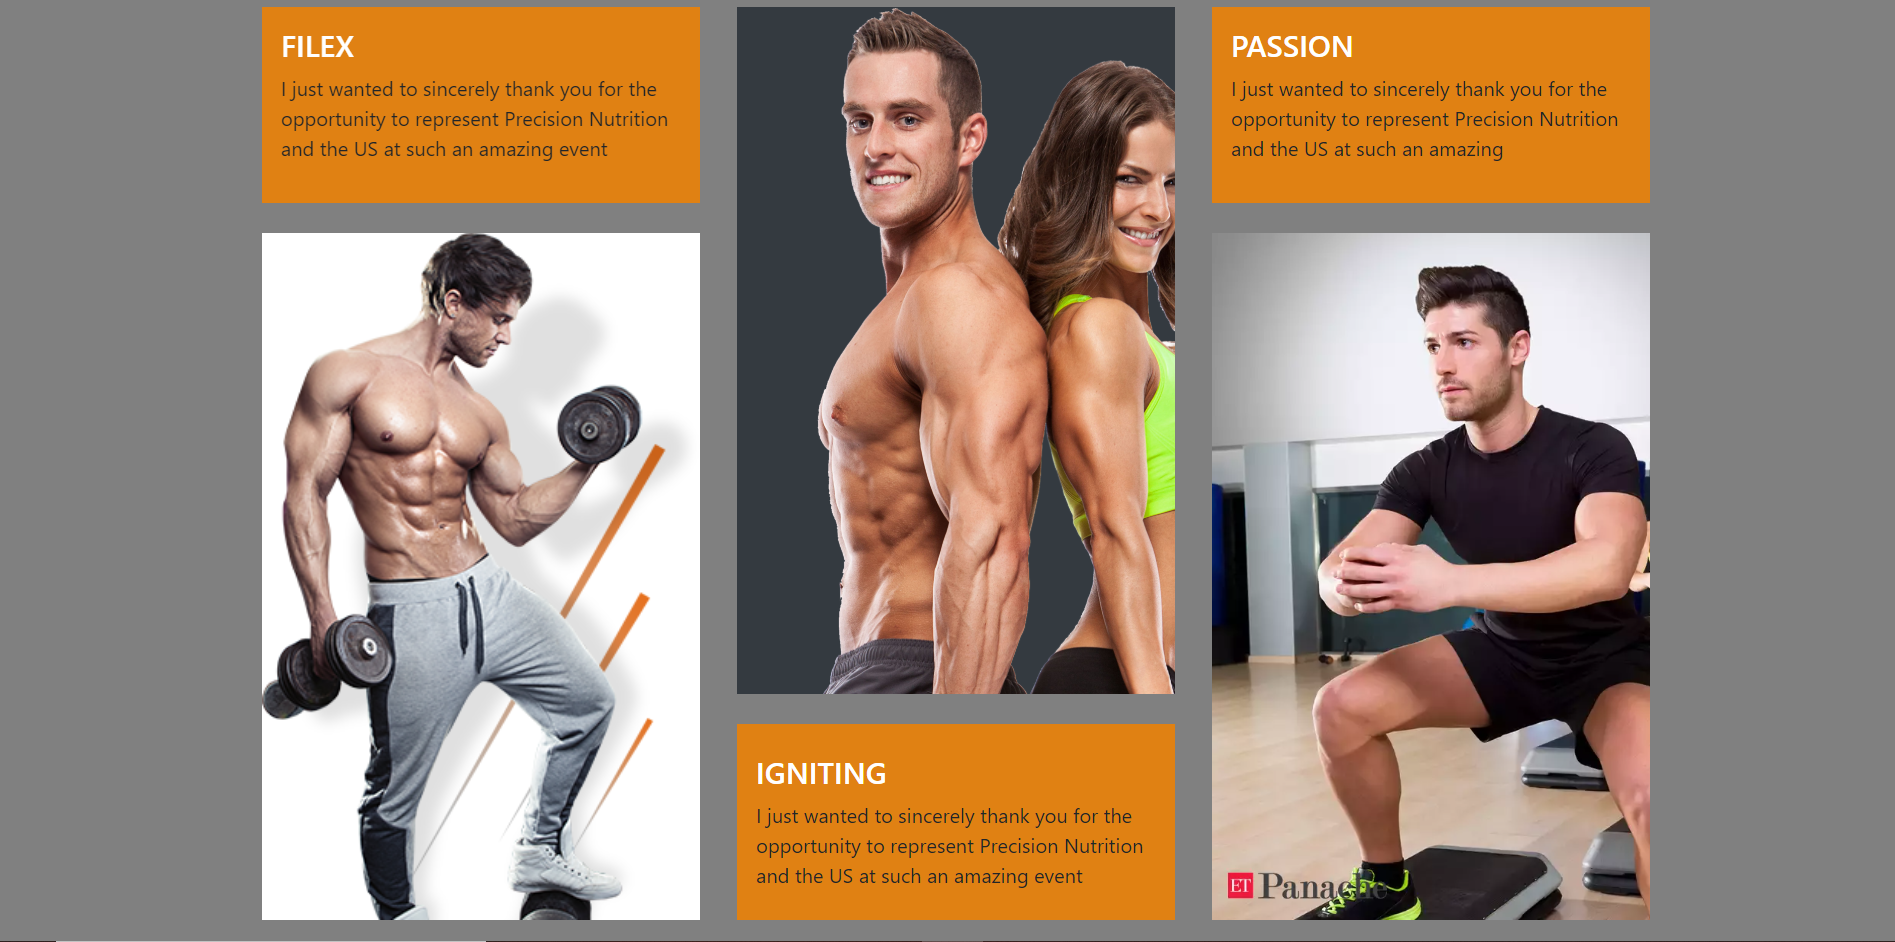 FILEX
I just wanted to sincerely thank you for the
opportunity to represent Precision Nutrition
and the US at such an amazing event
IGNITING
I just wanted to sincerely thank you for the
opportunity to represent Precision Nutrition
and the US at such an amazing event
PASSION
I just wanted to sincerely thank you for the
opportunity to represent Precision Nutrition
and the US at such an amazing
ET Panache